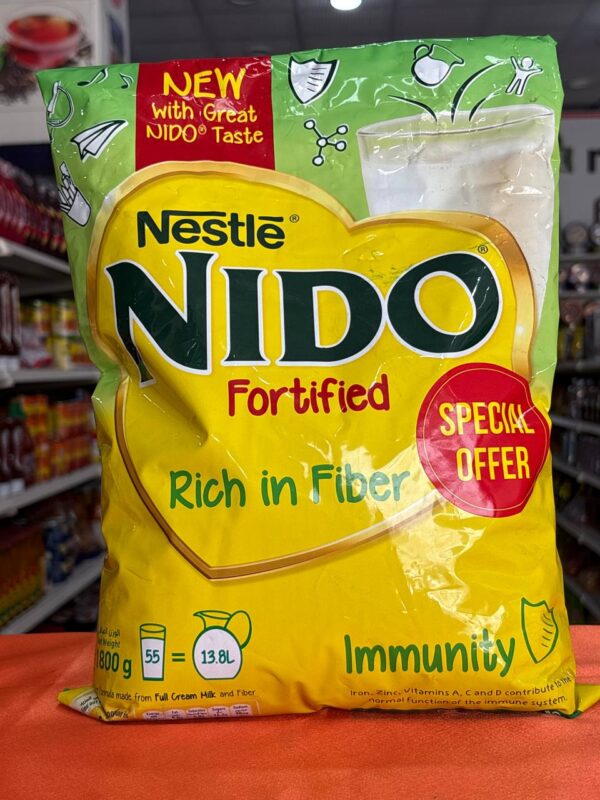 NEW
with Great
NIDO® Taste
Nestlé®
NIDO®
Fortified
SPECIAL
OFFER
Rich in Fiber
55 = 13.8L
1800 g
Immunity
made from Full Cream Milk and Fiber
Iron, Zinc, Vitamins A, C and D contribute to the
normal function of the immune system.